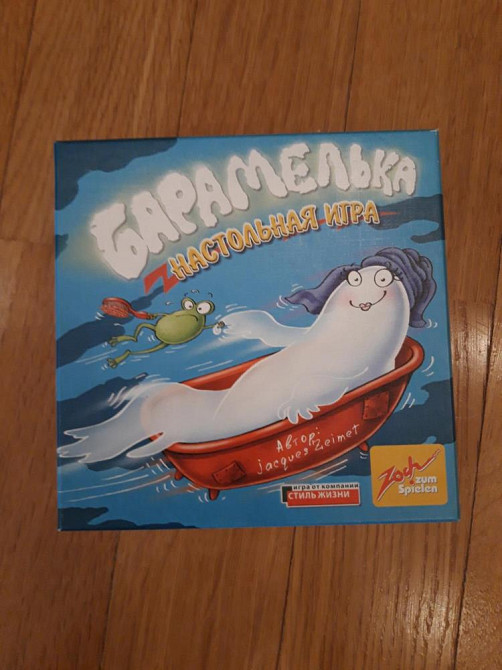 БАРАМЕЛЬКА
НАСТОЛЬНАЯ ИГРА
Автор:
Jacques Zeimet
игра от компании
СТИЛЬ ЖИЗНИ
Zoch
zum
Spielen